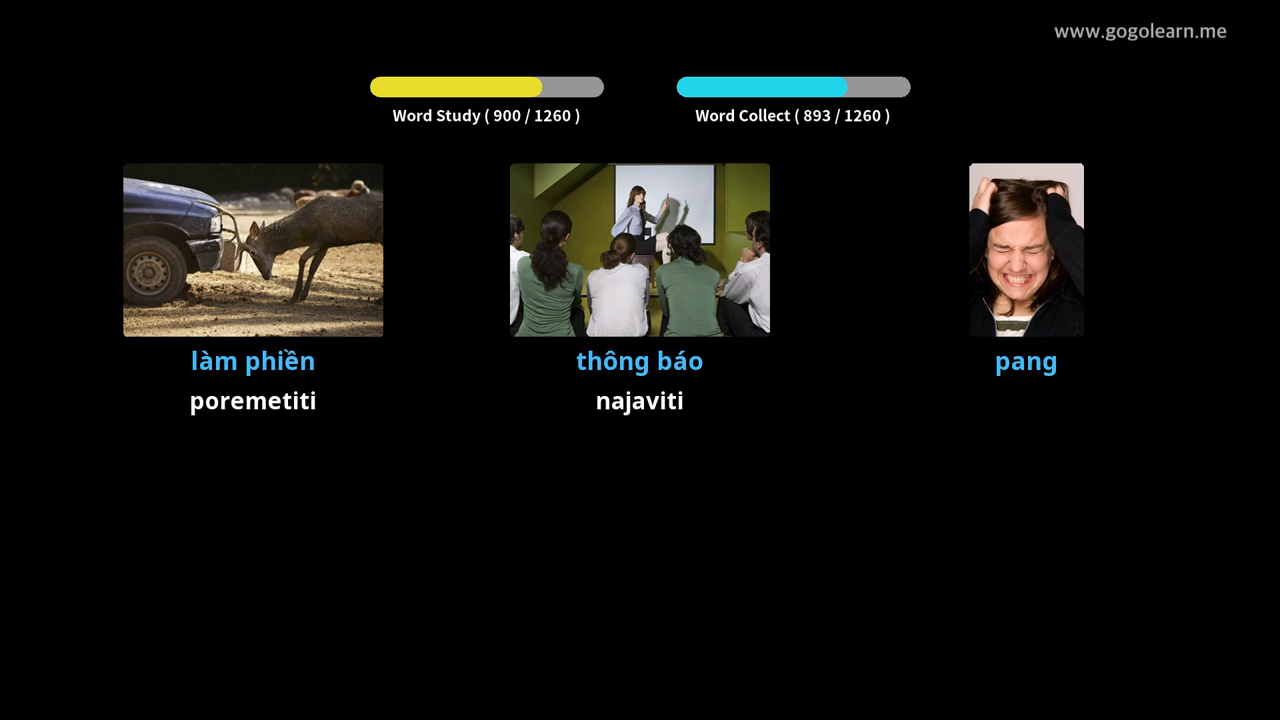 www.gogolearn.me
Word Study ( 900 / 1260 )
Word Collect ( 893 / 1260 )
làm phiền
thông báo
pang
poremetiti
najaviti